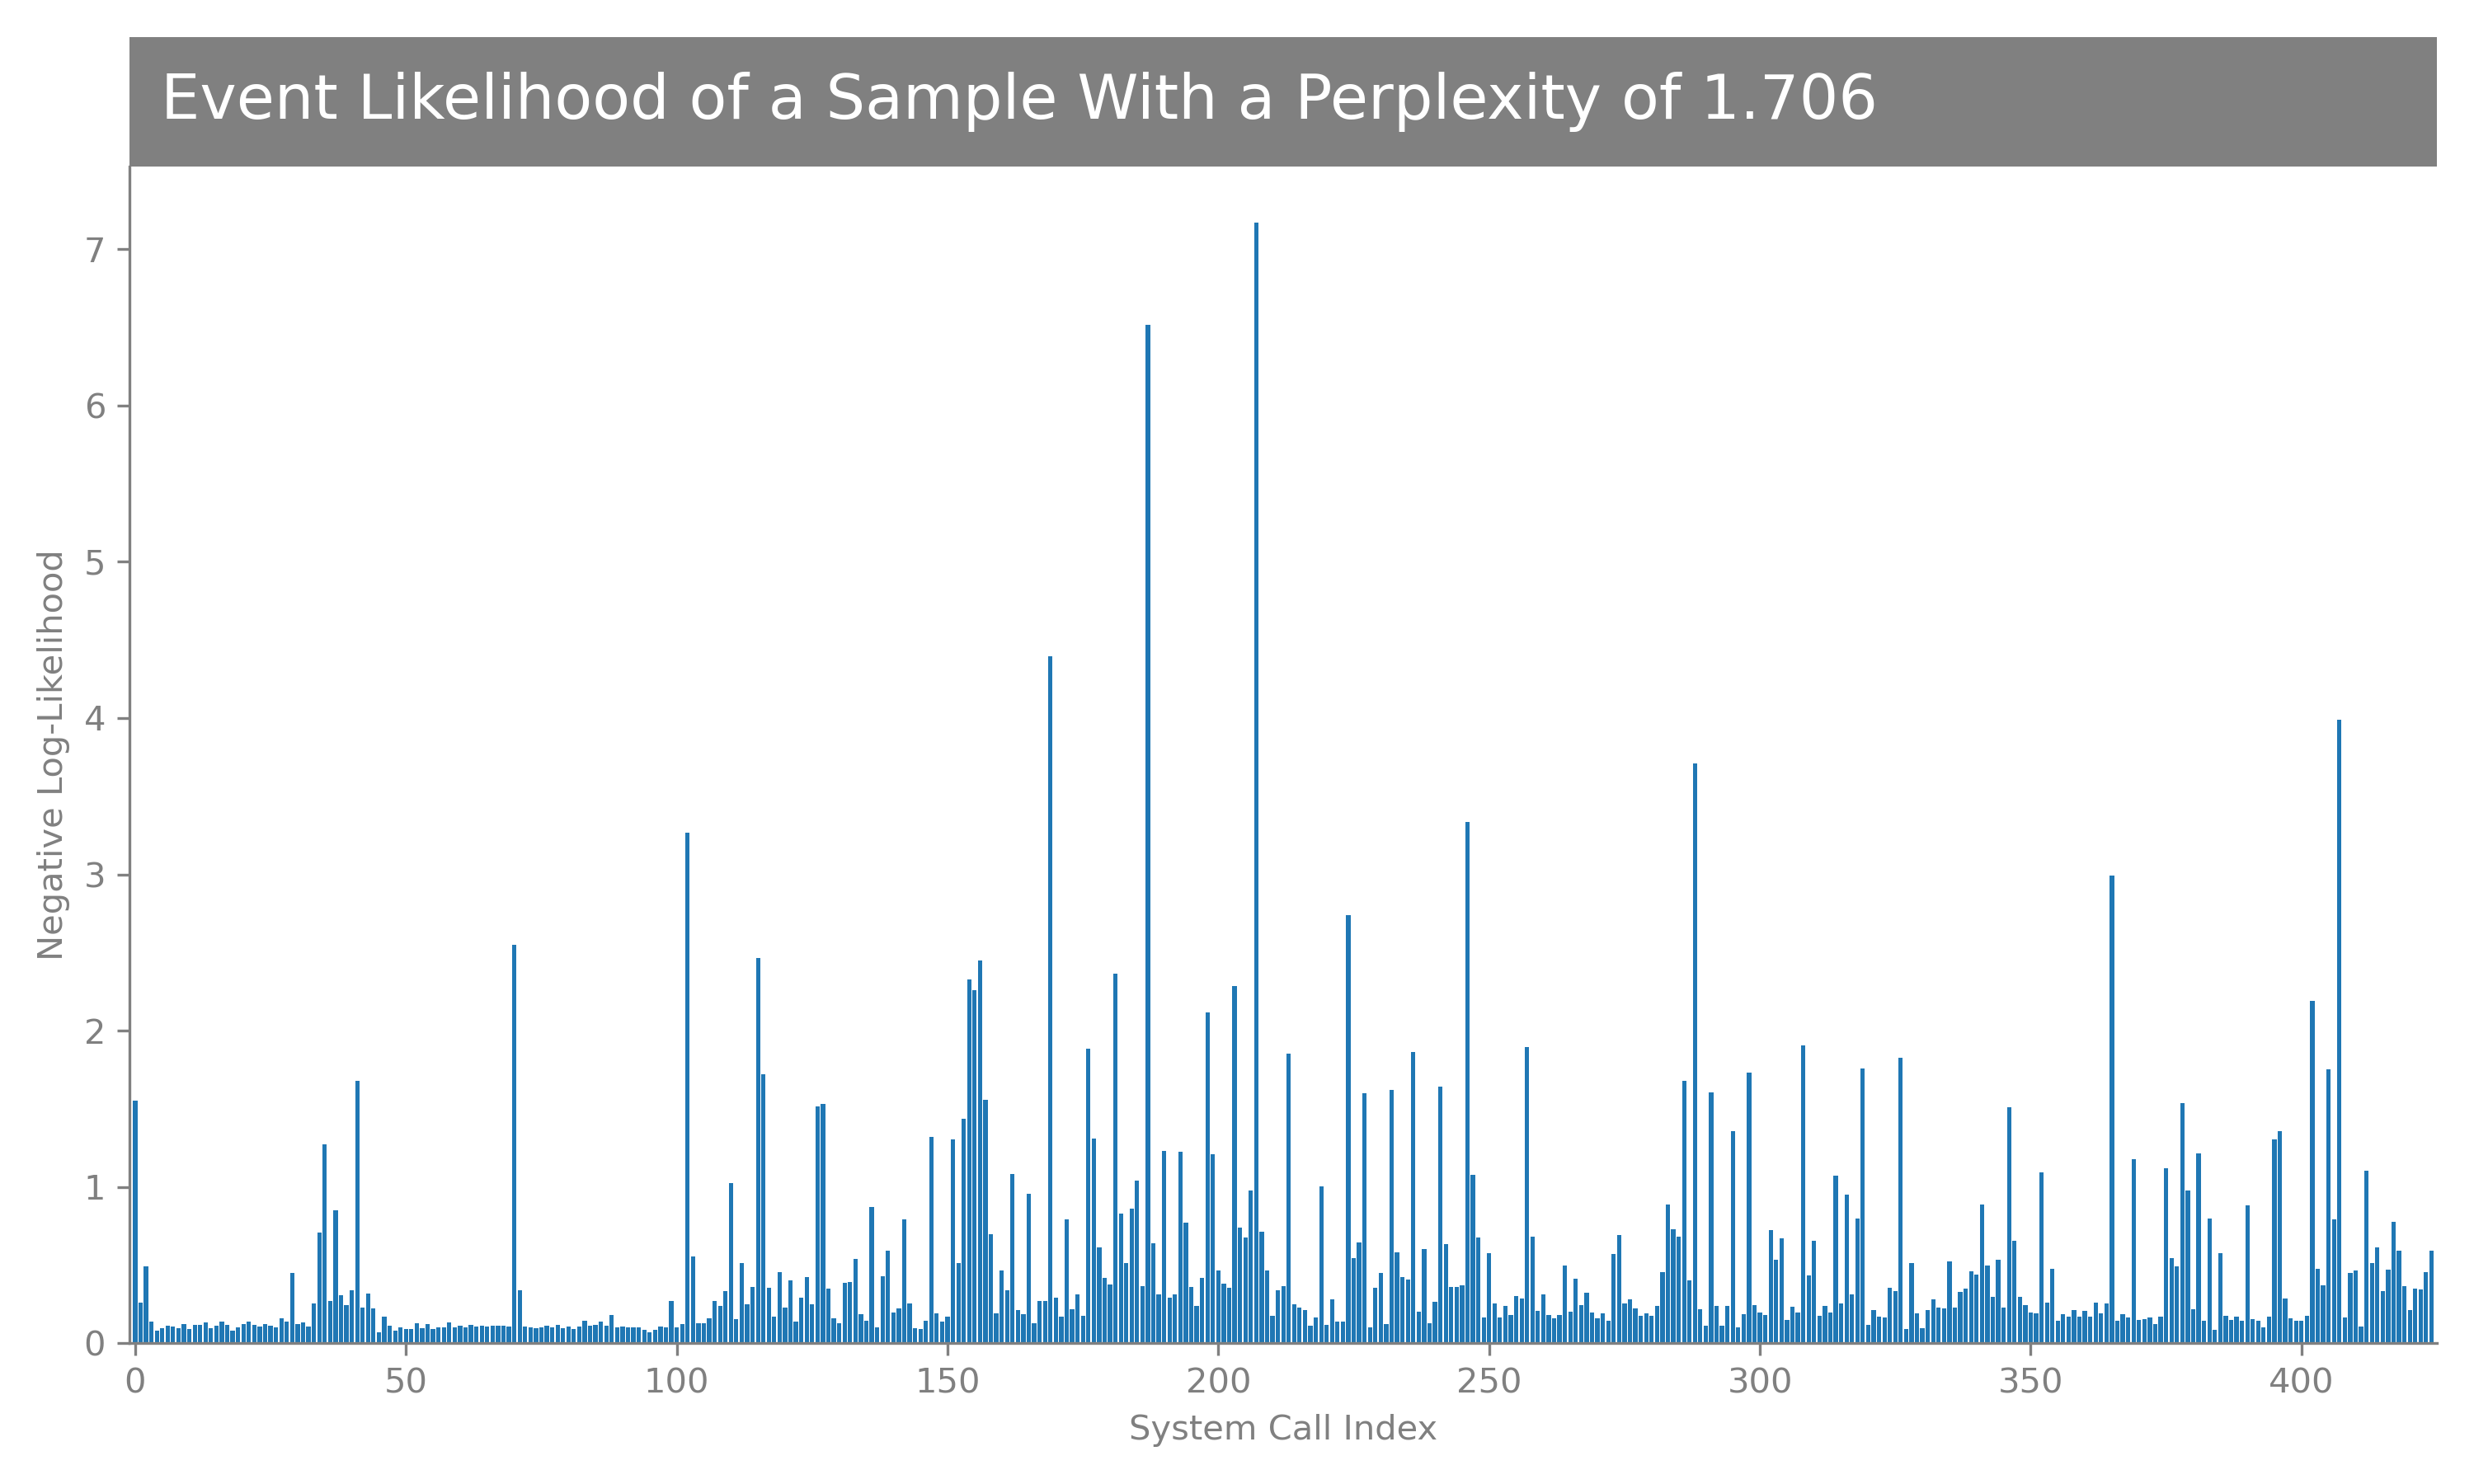 Event Likelihood of a Sample With a Perplexity of 1.706
7
6
5
4
3
2
1
0
Negative Log-Likelihood
0 50 100 150 200 250 300 350 400
System Call Index